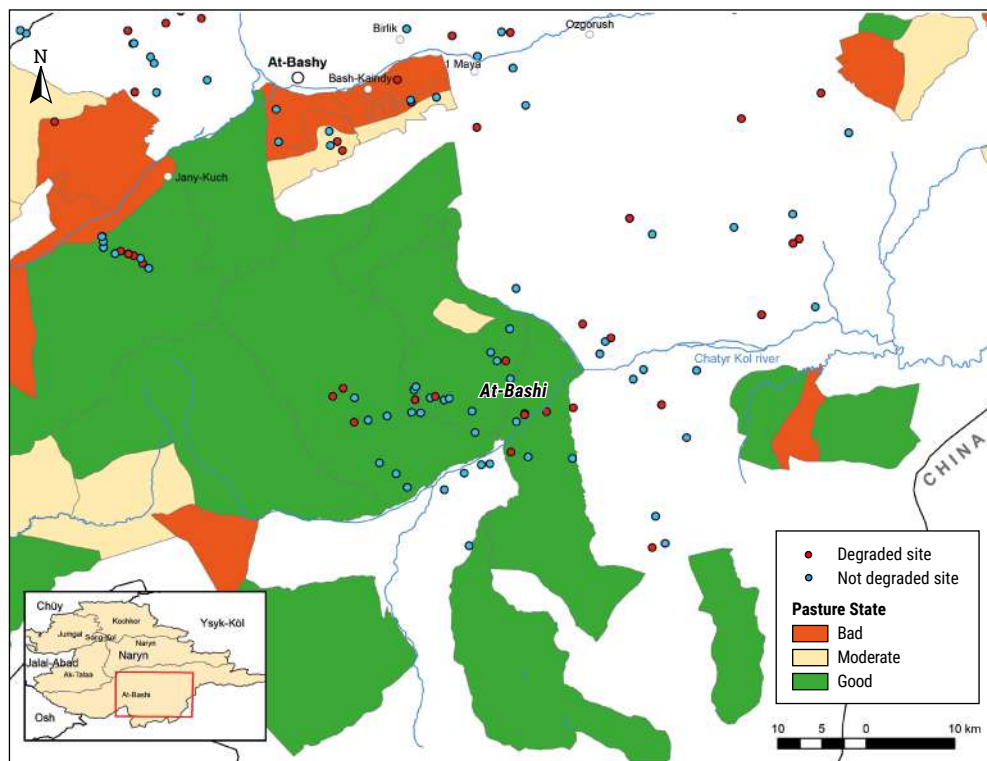 Birlik
Ozgorush
N
At-Bashy
1 Maya
Bash-Kaindy
Jany-Kuch
Chatyr Kol river
At-Bashi
CHINA
Degraded site
Not degraded site
Pasture State
Bad
Moderate
Good
Chüy
Kochkor
Ysyk-Köl
Jumgal
Song-Kol
Naryn
Naryn
Jalal-Abad
Ak-Talaa
At-Bashi
Osh
10 5 0 10 km